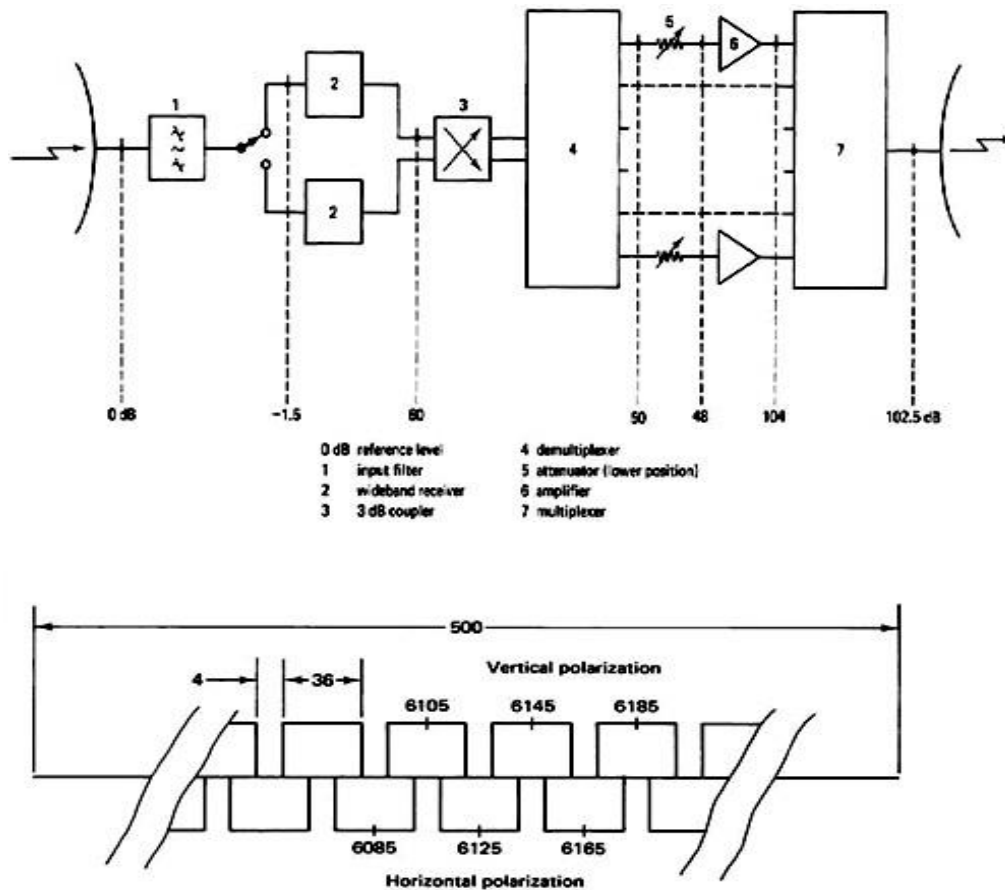 5
6
2
1
3
4
7
2
0 dB
-1.5
60
50
48
104
102.5 dB
0 dB reference level
1 input filter
2 wideband receiver
3 3 dB coupler
4 demultiplexer
5 attenuator (lower position)
6 amplifier
7 multiplexer
500
Vertical polarization
4
36
6105
6145
6185
6085
6125
6165
Horizontal polarization